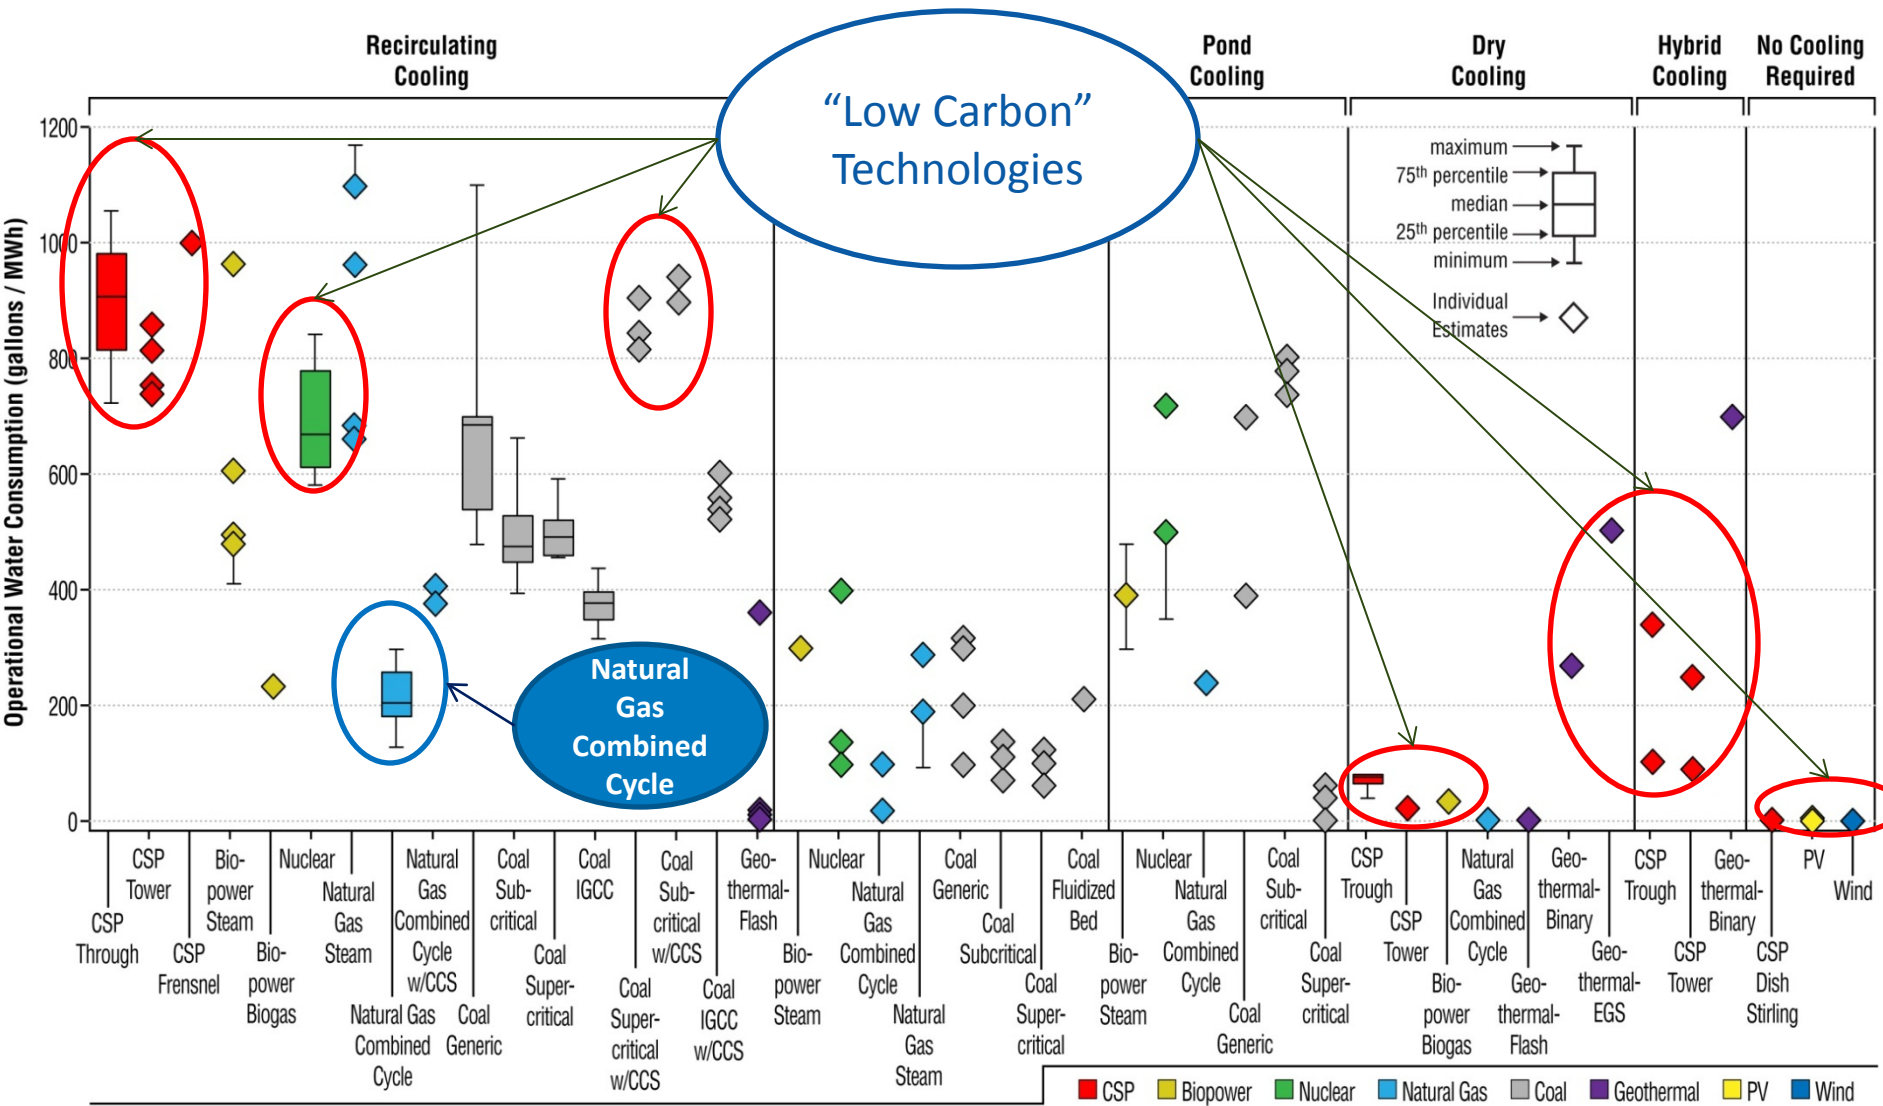 Recirculating
Cooling
Pond
Cooling
Dry
Cooling
Hybrid
Cooling
No Cooling
Required
“Low Carbon”
Technologies
Operational Water Consumption (gallons / MWh)
1200
1000
800
600
400
200
0
maximum
75th percentile
median
25th percentile
minimum
Individual
Estimates
Natural
Gas
Combined
Cycle
CSP
Through
CSP
Tower
CSP
Frensnel
Bio-
power
Steam
Bio-
power
Biogas
Nuclear
Natural
Gas
Steam
Natural Gas
Combined
Cycle
Natural
Gas
Combined
Cycle
w/CCS
Coal
Generic
Coal
Sub-
critical
Coal
Super-
critical
Coal
IGCC
Coal
Super-
critical
w/CCS
Coal
Sub-
critical
w/CCS
Coal
IGCC
w/CCS
Geo-
thermal-
Flash
Bio-
power
Steam
Nuclear
Natural
Gas
Combined
Cycle
Natural
Gas
Steam
Coal
Generic
Coal
Subcritical
Coal
Super-
critical
Coal
Fluidized
Bed
Bio-
power
Steam
Nuclear
Natural
Gas
Combined
Cycle
Coal
Generic
Coal
Sub-
critical
Coal
Super-
critical
CSP
Trough
CSP
Tower
Bio-
power
Biogas
Natural
Gas
Combined
Cycle
Geo-
thermal-
Flash
Geo-
thermal-
Binary
Geo-
thermal-
EGS
CSP
Trough
CSP
Tower
Geo-
thermal-
Binary
CSP
Dish
Stirling
PV
Wind
CSP
Biopower
Nuclear
Natural Gas
Coal
Geothermal
PV
Wind